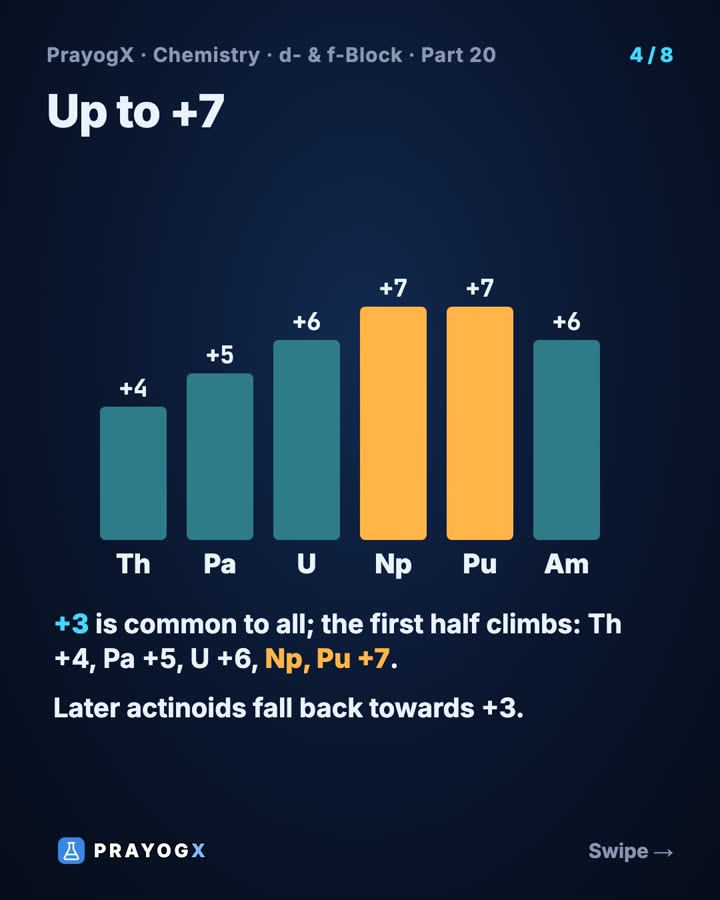 PrayogX · Chemistry · d- & f-Block · Part 20
4 / 8
Up to +7
+4
+5
+6
+7
+7
+6
Th
Pa
U
Np
Pu
Am
+3 is common to all; the first half climbs: Th
+4, Pa +5, U +6, Np, Pu +7.
Later actinoids fall back towards +3.
PRAYOGX
Swipe →